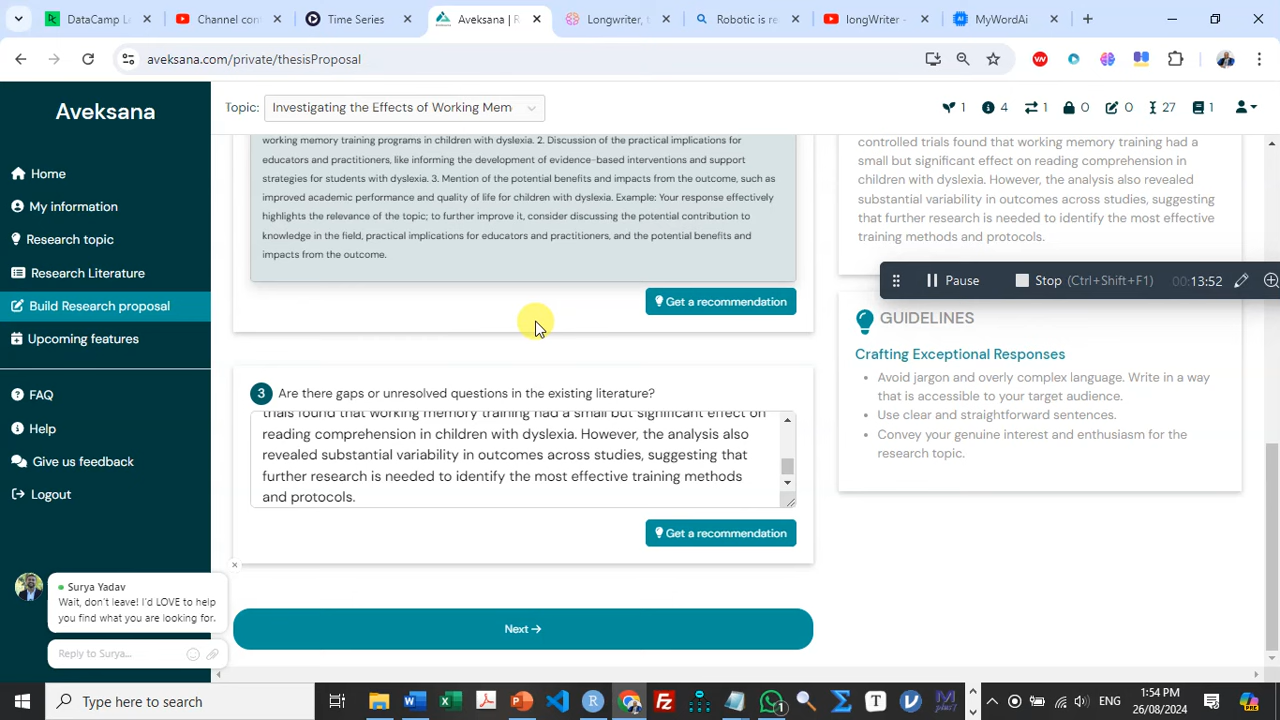 DataCamp L
Channel con
Time Series
Aveksana | R
Longwriter,
Robotic is re
longWriter -
MyWordAi
aveksana.com/private/thesisProposal
Aveksana
Topic:
Investigating the Effects of Working Mem
1
4
1
0
0
27
1
Home
My information
Research topic
Research Literature
Build Research proposal
Upcoming features
FAQ
Help
Give us feedback
Logout
working memory training programs in children with dyslexia. 2. Discussion of the practical implications for
educators and practitioners, like informing the development of evidence-based interventions and support
strategies for students with dyslexia. 3. Mention of the potential benefits and impacts from the outcome, such as
improved academic performance and quality of life for children with dyslexia. Example: Your response effectively
highlights the relevance of the topic; to further improve it, consider discussing the potential contribution to
knowledge in the field, practical implications for educators and practitioners, and the potential benefits and
impacts from the outcome.
Get a recommendation
3 Are there gaps or unresolved questions in the existing literature?
trials found that working memory training had a small but significant effect on
reading comprehension in children with dyslexia. However, the analysis also
revealed substantial variability in outcomes across studies, suggesting that
further research is needed to identify the most effective training methods
and protocols.
Get a recommendation
Next →
controlled trials found that working memory training had a
small but significant effect on reading comprehension in
children with dyslexia. However, the analysis also revealed
substantial variability in outcomes across studies, suggesting
that further research is needed to identify the most effective
training methods and protocols.
Pause
Stop (Ctrl+Shift+F1)
00:13:52
GUIDELINES
Crafting Exceptional Responses
Avoid jargon and overly complex language. Write in a way
that is accessible to your target audience.
Use clear and straightforward sentences.
Convey your genuine interest and enthusiasm for the
research topic.
Surya Yadav
Wait, don't leave! I'd LOVE to help
you find what you are looking for.
Reply to Surya...
Type here to search
ENG
1:54 PM
26/08/2024